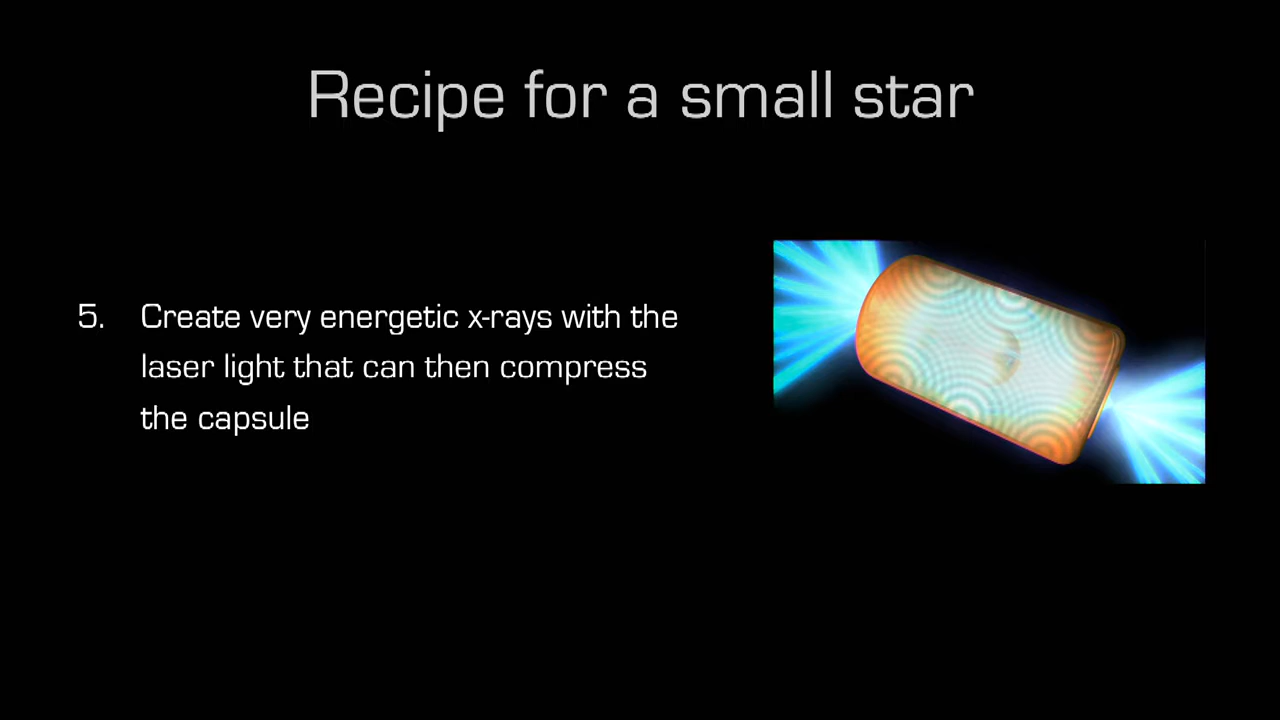 Recipe for a small star
5. Create very energetic x-rays with the
laser light that can then compress
the capsule